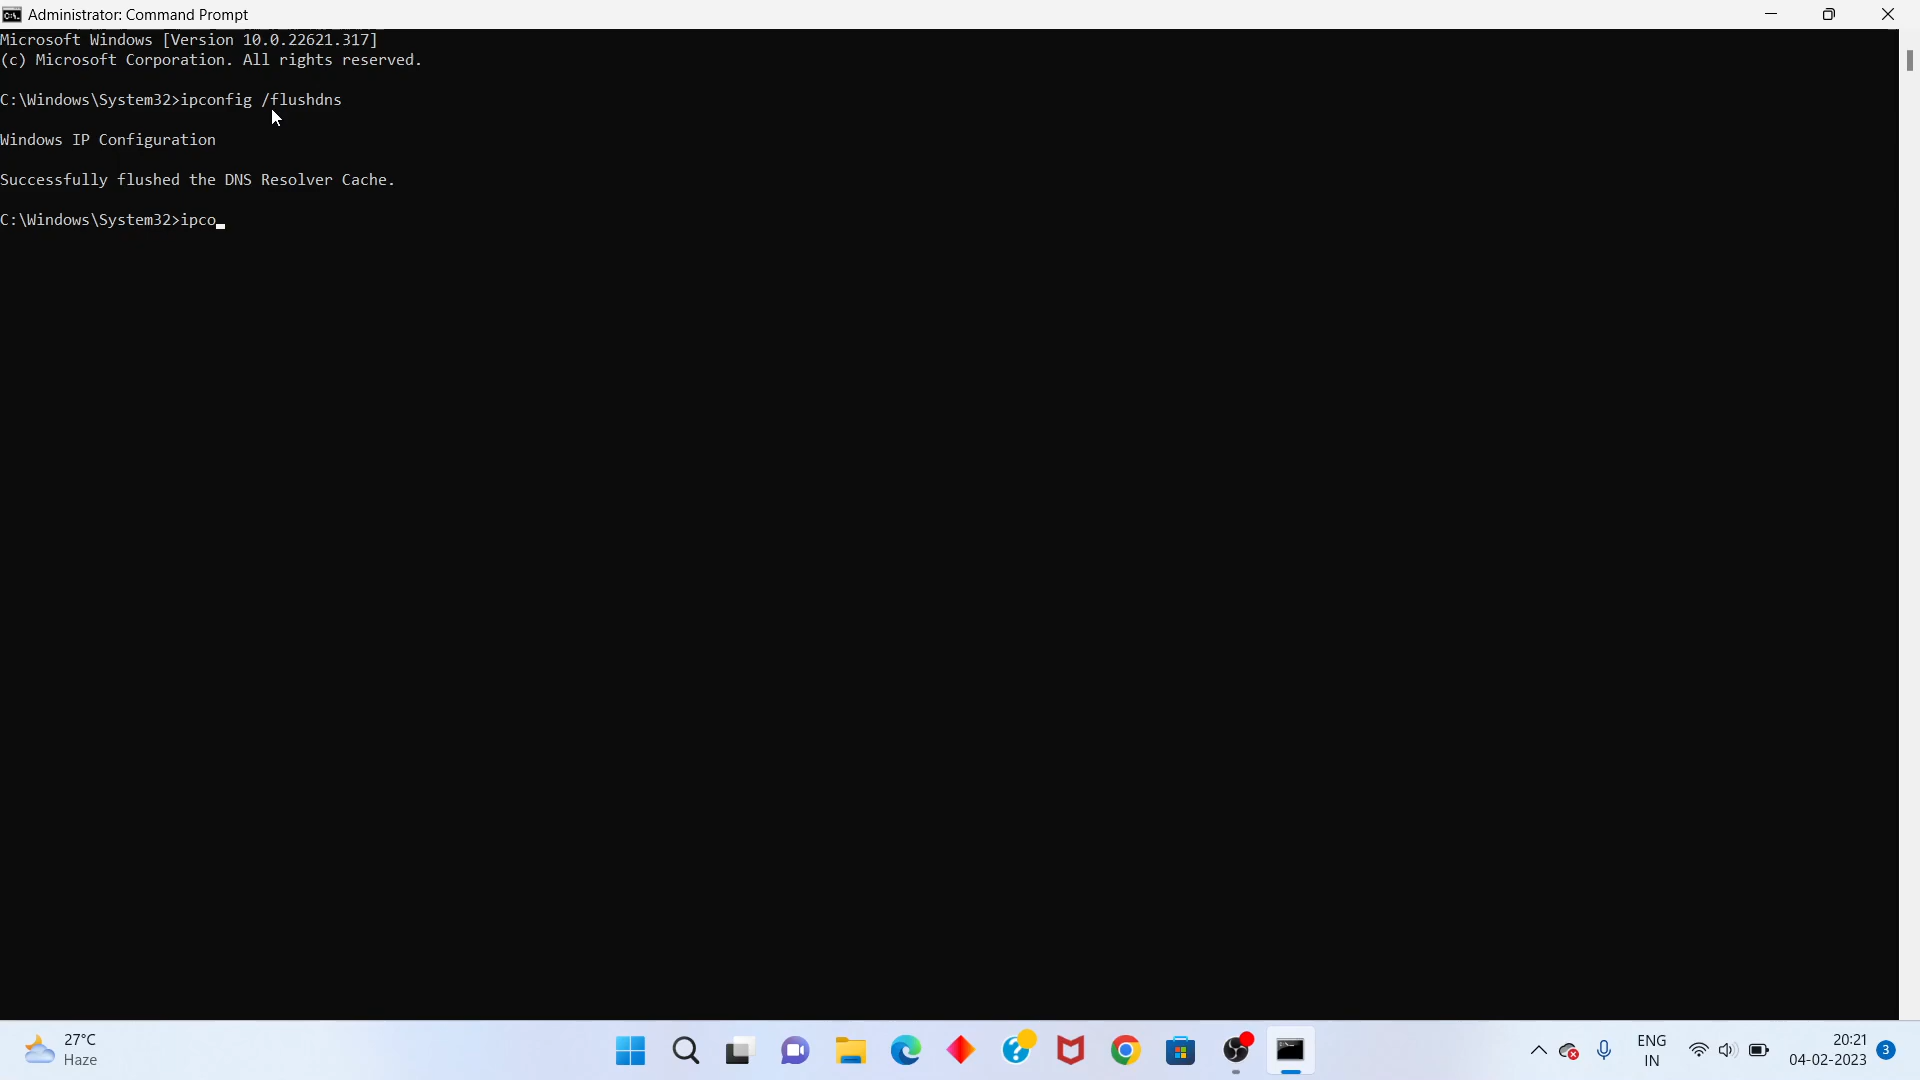 Administrator: Command Prompt
Microsoft Windows [Version 10.0.22621.317]
(c) Microsoft Corporation. All rights reserved.
C:\Windows\System32>ipconfig /flushdns
Windows IP Configuration
Successfully flushed the DNS Resolver Cache.
C:\Windows\System32>ipco
27°C
Haze
ENG
IN
20:21
04-02-2023
3